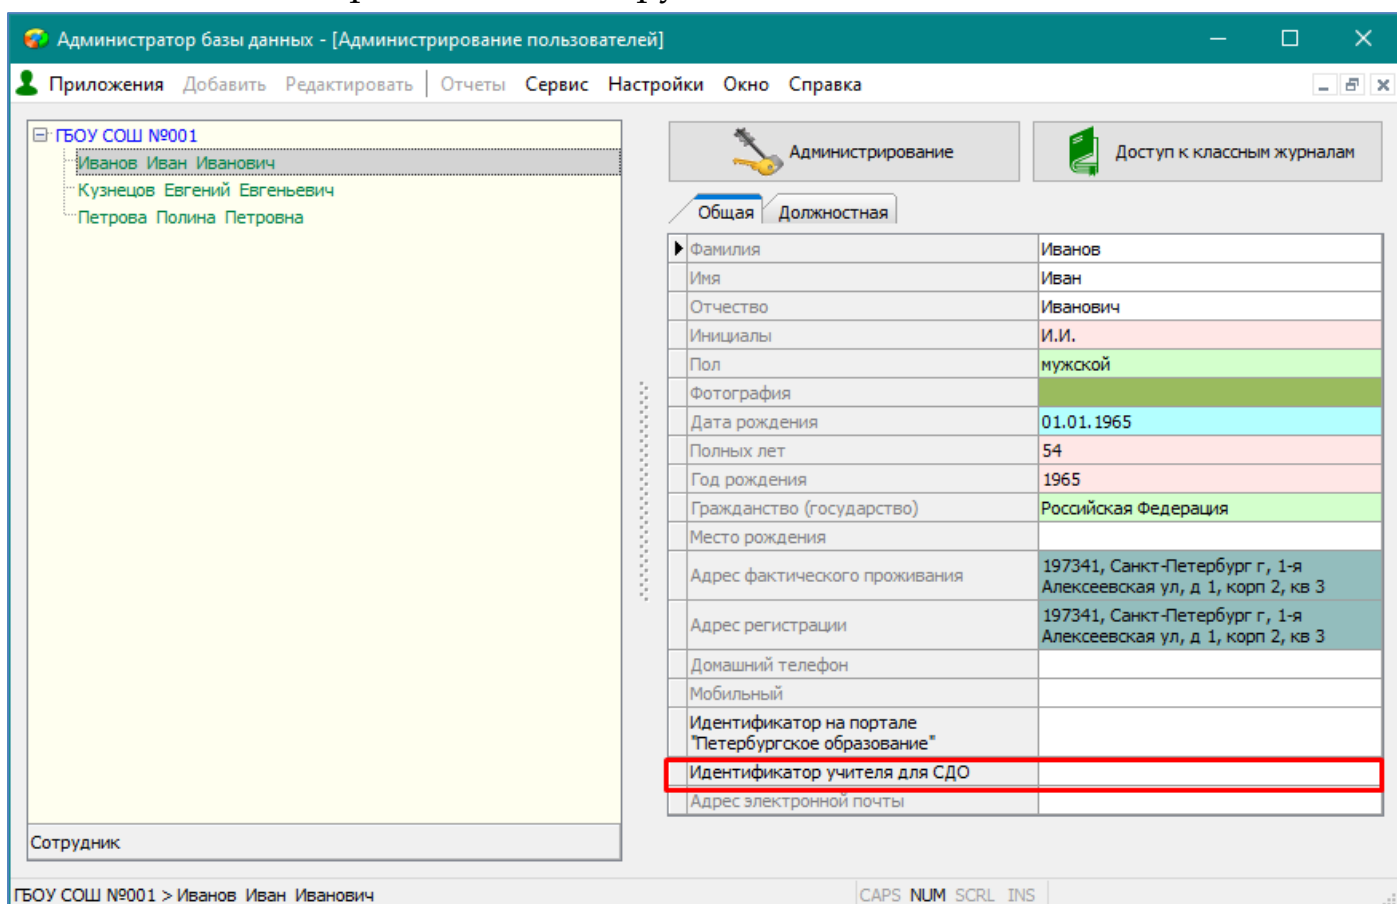 Администратор базы данных - [Администрирование пользователей]
Приложения Добавить Редактировать Отчеты Сервис Настройки Окно Справка
ГБОУ СОШ №001
Иванов Иван Иванович
Кузнецов Евгений Евгеньевич
Петрова Полина Петровна
Сотрудник
Администрирование
Доступ к классным журналам
Общая Должностная
Фамилия Иванов
Имя Иван
Отчество Иванович
Инициалы И.И.
Пол мужской
Фотография
Дата рождения 01.01.1965
Полных лет 54
Год рождения 1965
Гражданство (государство) Российская Федерация
Место рождения
Адрес фактического проживания 197341, Санкт-Петербург г, 1-я
Алексеевская ул, д 1, корп 2, кв 3
Адрес регистрации 197341, Санкт-Петербург г, 1-я
Алексеевская ул, д 1, корп 2, кв 3
Домашний телефон
Мобильный
Идентификатор на портале
"Петербургское образование"
Идентификатор учителя для СДО
Адрес электронной почты
ГБОУ СОШ №001 > Иванов Иван Иванович CAPS NUM SCRL INS